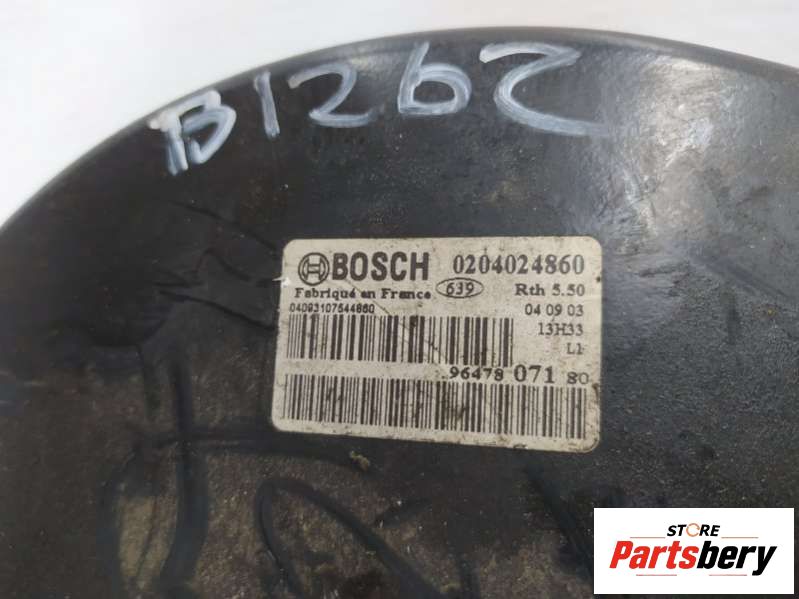 B1262
BOSCH 0204024860
Fabriqué en France 639 Rth 5.50
04093107544860 04 09 03
13H33
L1
96478 071 80
STORE
Partsbery